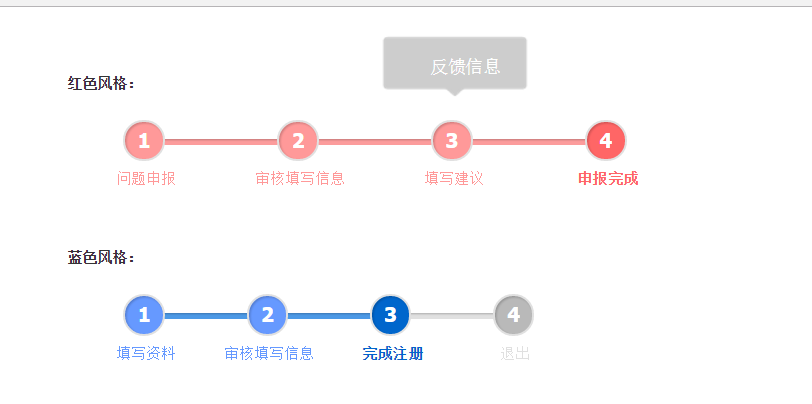 反馈信息
红色风格：
1 2 3 4
问题申报 审核填写信息 填写建议 申报完成
蓝色风格：
1 2 3 4
填写资料 审核填写信息 完成注册 退出